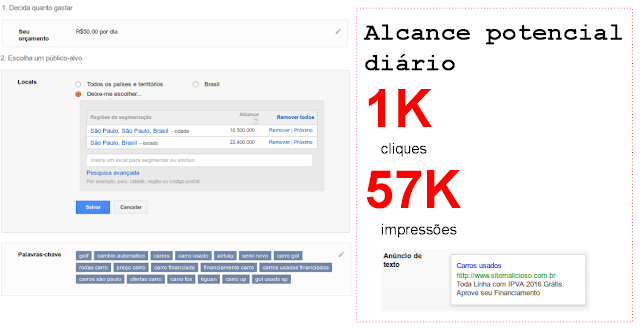 1. Decida quanto gastar
Seu orçamento
R$50,00 por dia
2. Escolha um público-alvo
Locais
Todos os países e territórios
Brasil
Deixe-me escolher...
Regiões de segmentação
Alcance
Remover todos
São Paulo, São Paulo, Brasil - cidade
16.500.000
Remover | Próximo
São Paulo, Brasil - estado
22.400.000
Remover | Próximo
Insira um local para segmentar ou excluir.
Pesquisa avançada
Por exemplo, país, cidade, região ou código postal.
Salvar
Cancelar
Palavras-chave
golf
cambio automatico
carros
carro usado
airbag
semi novo
carro gol
rodas carro
preço carro
carro financiado
financiamento carro
carros usados financiados
carros são paulo
ofertas carro
carro fox
tiguan
carro up
gol usado sp
Alcance potencial
diário
1K
cliques
57K
impressões
Anúncio de
texto
Carros usados
http://www.sitemalicioso.com.br
Toda Linha com IPVA 2016 Grátis.
Aprove seu Financiamento